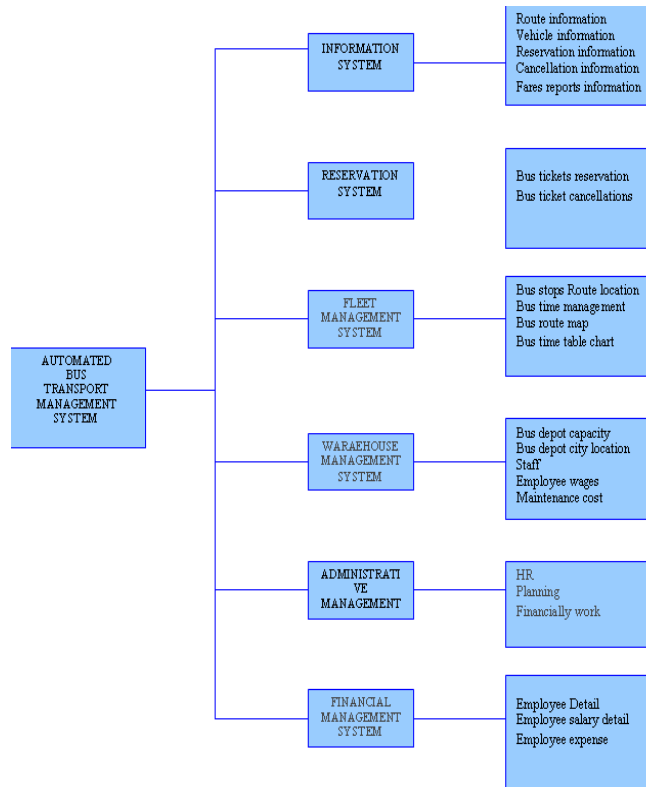 INFORMATION
SYSTEM
Route information
Vehicle information
Reservation information
Cancellation information
Fares reports information
RESERVATION
SYSTEM
Bus tickets reservation
Bus ticket cancellations
FLEET
MANAGEMENT
SYSTEM
Bus stops Route location
Bus time management
Bus route map
Bus time table chart
AUTOMATED
BUS
TRANSPORT
MANAGEMENT
SYSTEM
WARAEHOUSE
MANAGEMENT
SYSTEM
Bus depot capacity
Bus depot city location
Staff
Employee wages
Maintenance cost
ADMINISTRATI
VE
MANAGEMENT
HR
Planning
Financially work
FINANCIAL
MANAGEMENT
SYSTEM
Employee Detail
Employee salary detail
Employee expense